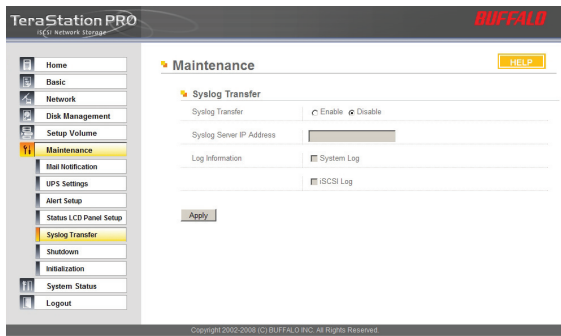 TeraStation PRO
iSCSI Network Storage
BUFFALO
Home
Basic
Network
Disk Management
Setup Volume
Maintenance
Mail Notification
UPS Settings
Alert Setup
Status LCD Panel Setup
Syslog Transfer
Shutdown
Initialization
System Status
Logout
Maintenance
HELP
Syslog Transfer
Syslog Transfer Enable Disable
Syslog Server IP Address
Log Information System Log
iSCSI Log
Apply
Copyright 2002-2008 (C) BUFFALO INC. All Rights Reserved.